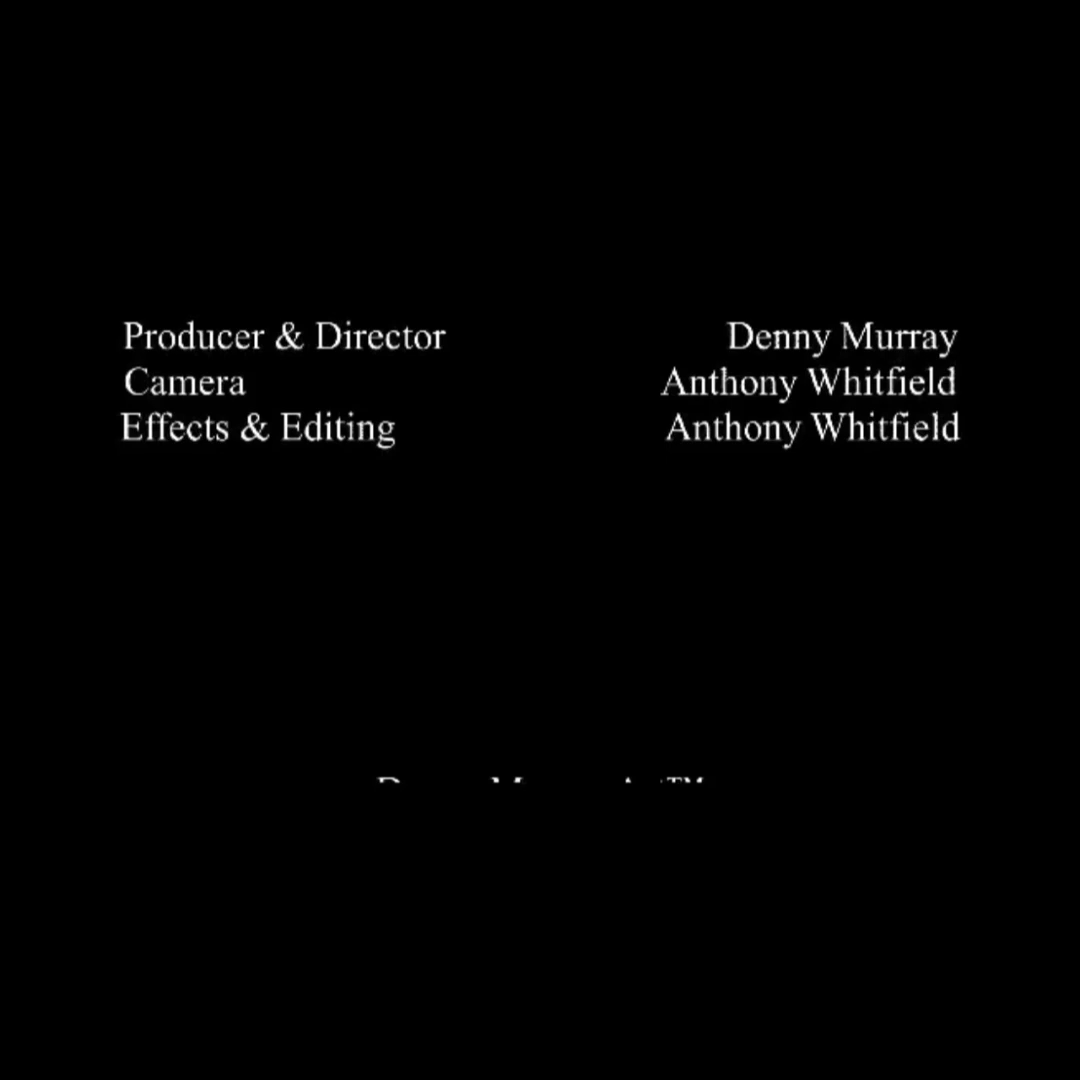 Producer & Director Denny Murray
Camera Anthony Whitfield
Effects & Editing Anthony Whitfield